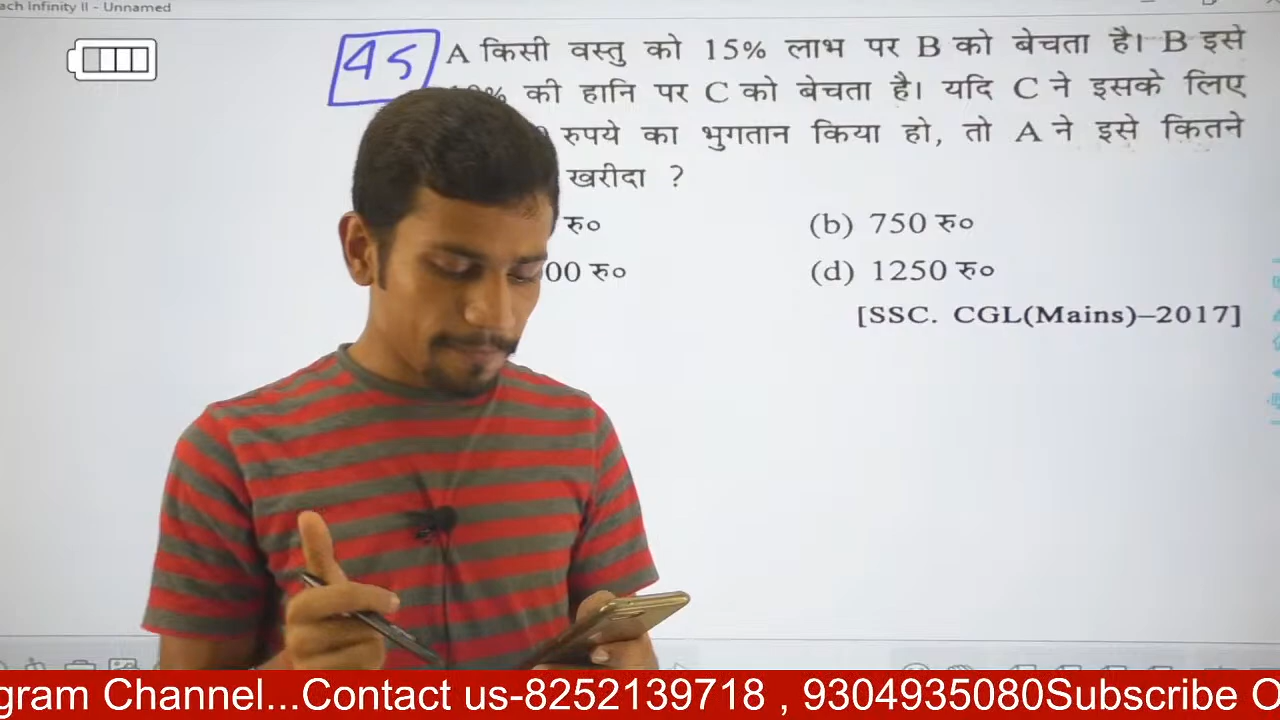 ach Infinity II - Unnamed
45 A किसी वस्तु को 15% लाभ पर B को बेचता है। B इसे
की हानि पर C को बेचता है। यदि C ने इसके लिए
रुपये का भुगतान किया हो, तो A ने इसे कितने
खरीदा ?
रु०
(b) 750 रु०
00 रु०
(d) 1250 रु०
[SSC. CGL(Mains)–2017]
gram Channel...Contact us-8252139718 , 9304935080Subscribe